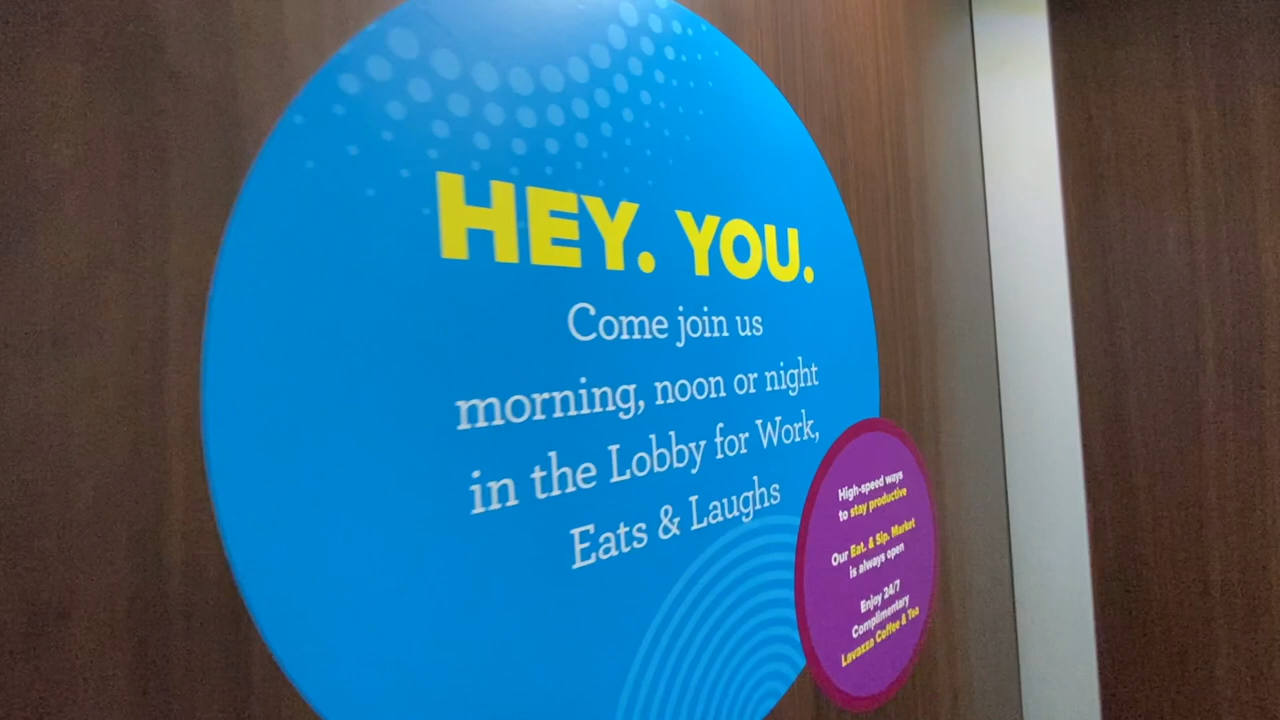 HEY. YOU.
Come join us
morning, noon or night
in the Lobby for Work,
Eats & Laughs
High-speed ways
to stay productive
Our Eat. & Sip. Market
is always open
Enjoy 24/7
Complimentary
Lavazza Coffee & Tea